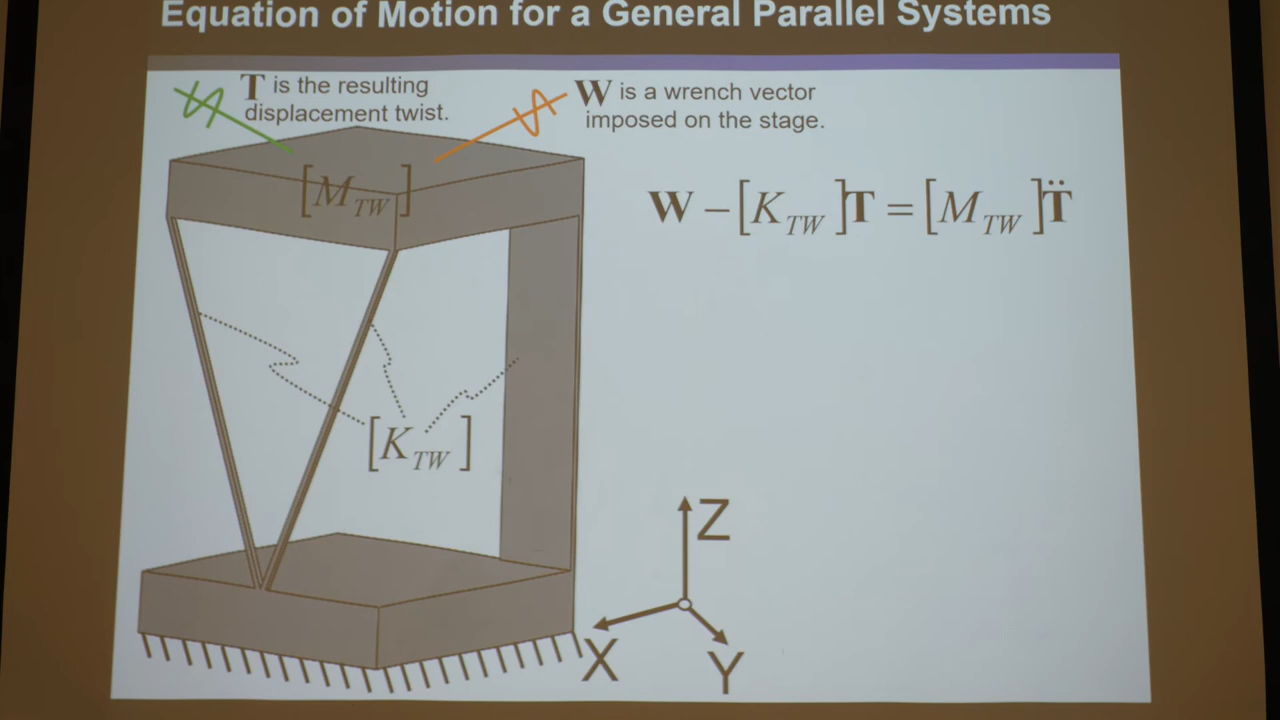 Equation of Motion for a General Parallel Systems
T is the resulting
displacement twist.
W is a wrench vector
imposed on the stage.
[M_TW]
W − [K_TW]T = [M_TW]T̈
[K_TW]
Z
X
Y